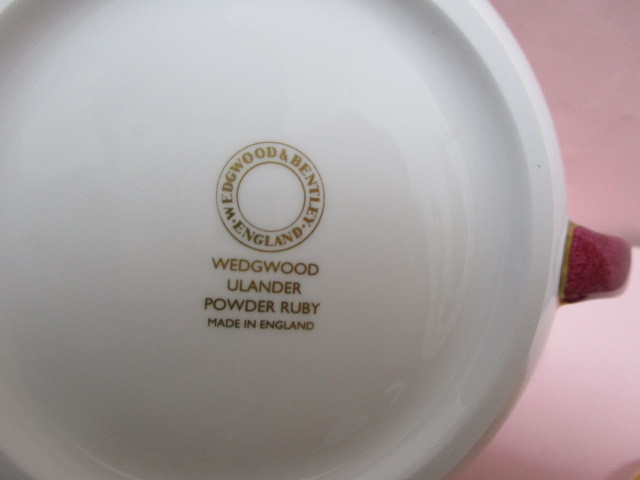 WEDGWOOD & BENTLEY
· ENGLAND ·
WEDGWOOD
ULANDER
POWDER RUBY
MADE IN ENGLAND